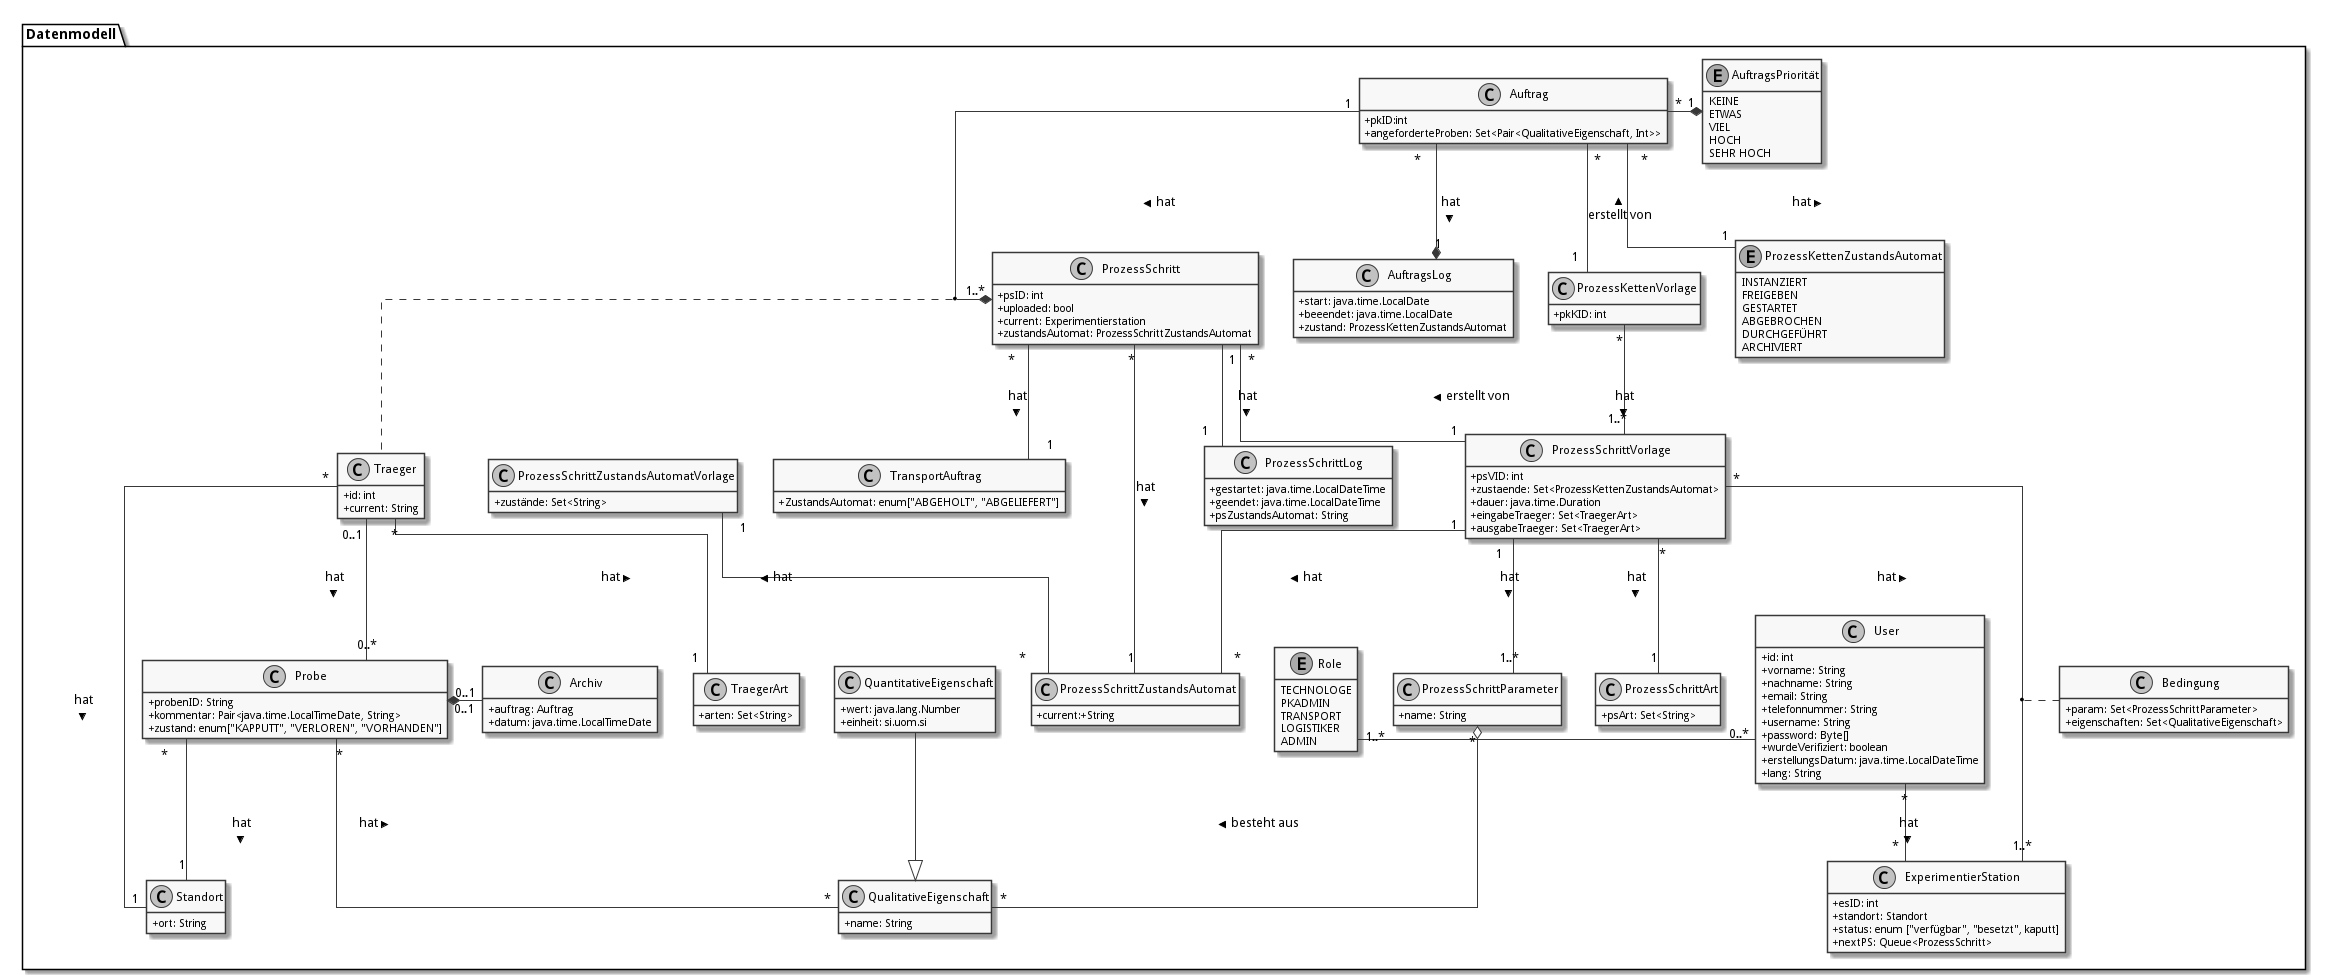 Datenmodell
AuftragsPriorität
KEINE
ETWAS
VIEL
HOCH
SEHR HOCH
Auftrag
+pkID:int
+angeforderteProben: Set<Pair<QualitativeEigenschaft, Int>>
1
* 1
* * *
◄ hat
hat
▼
▲
erstellt von
hat ►
1
1
1
1..*
ProzessSchritt
+psID: int
+uploaded: bool
+current: Experimentierstation
+zustandsAutomat: ProzessSchrittZustandsAutomat
AuftragsLog
+start: java.time.LocalDate
+beeendet: java.time.LocalDate
+zustand: ProzessKettenZustandsAutomat
ProzessKettenVorlage
+pkKID: int
ProzessKettenZustandsAutomat
INSTANZIERT
FREIGEBEN
GESTARTET
ABGEBROCHEN
DURCHGEFÜHRT
ARCHIVIERT
* * 1 * *
hat
▼
hat
▼
◄ erstellt von
hat
▼
1..*
1 1 1
Traeger
+id: int
+current: String
*
ProzessSchrittZustandsAutomatVorlage
+zustände: Set<String>
TransportAuftrag
+ZustandsAutomat: enum["ABGEHOLT", "ABGELIEFERT"]
hat
▼
ProzessSchrittLog
+gestartet: java.time.LocalDateTime
+geendet: java.time.LocalDateTime
+psZustandsAutomat: String
ProzessSchrittVorlage
+psVID: int
+zustaende: Set<ProzessKettenZustandsAutomat>
+dauer: java.time.Duration
+eingabeTraeger: Set<TraegerArt>
+ausgabeTraeger: Set<TraegerArt>
*
0..1 * 1 1 1 *
hat
▼
hat ►
◄ hat
◄ hat
hat
▼
hat
▼
hat ►
0..* 1 * 1 * 1..* 1
Probe
+probenID: String
+kommentar: Pair<java.time.LocalTimeDate, String>
+zustand: enum["KAPPUTT", "VERLOREN", "VORHANDEN"]
0..1
0..1
Archiv
+auftrag: Auftrag
+datum: java.time.LocalTimeDate
TraegerArt
+arten: Set<String>
QuantitativeEigenschaft
+wert: java.lang.Number
+einheit: si.uom.si
ProzessSchrittZustandsAutomat
+current:+String
Role
TECHNOLOGE
PKADMIN
TRANSPORT
LOGISTIKER
ADMIN
ProzessSchrittParameter
+name: String
ProzessSchrittArt
+psArt: Set<String>
User
+id: int
+vorname: String
+nachname: String
+email: String
+telefonnummer: String
+username: String
+password: Byte[]
+wurdeVerifiziert: boolean
+erstellungsDatum: java.time.LocalDateTime
+lang: String
Bedingung
+param: Set<ProzessSchrittParameter>
+eigenschaften: Set<QualitativeEigenschaft>
1..* * 0..*
hat
▼
* *
hat
▼
hat ►
◄ besteht aus
*
hat
▼
1 * 1..*
1 * *
Standort
+ort: String
QualitativeEigenschaft
+name: String
ExperimentierStation
+esID: int
+standort: Standort
+status: enum ["verfügbar", "besetzt", kaputt]
+nextPS: Queue<ProzessSchritt>